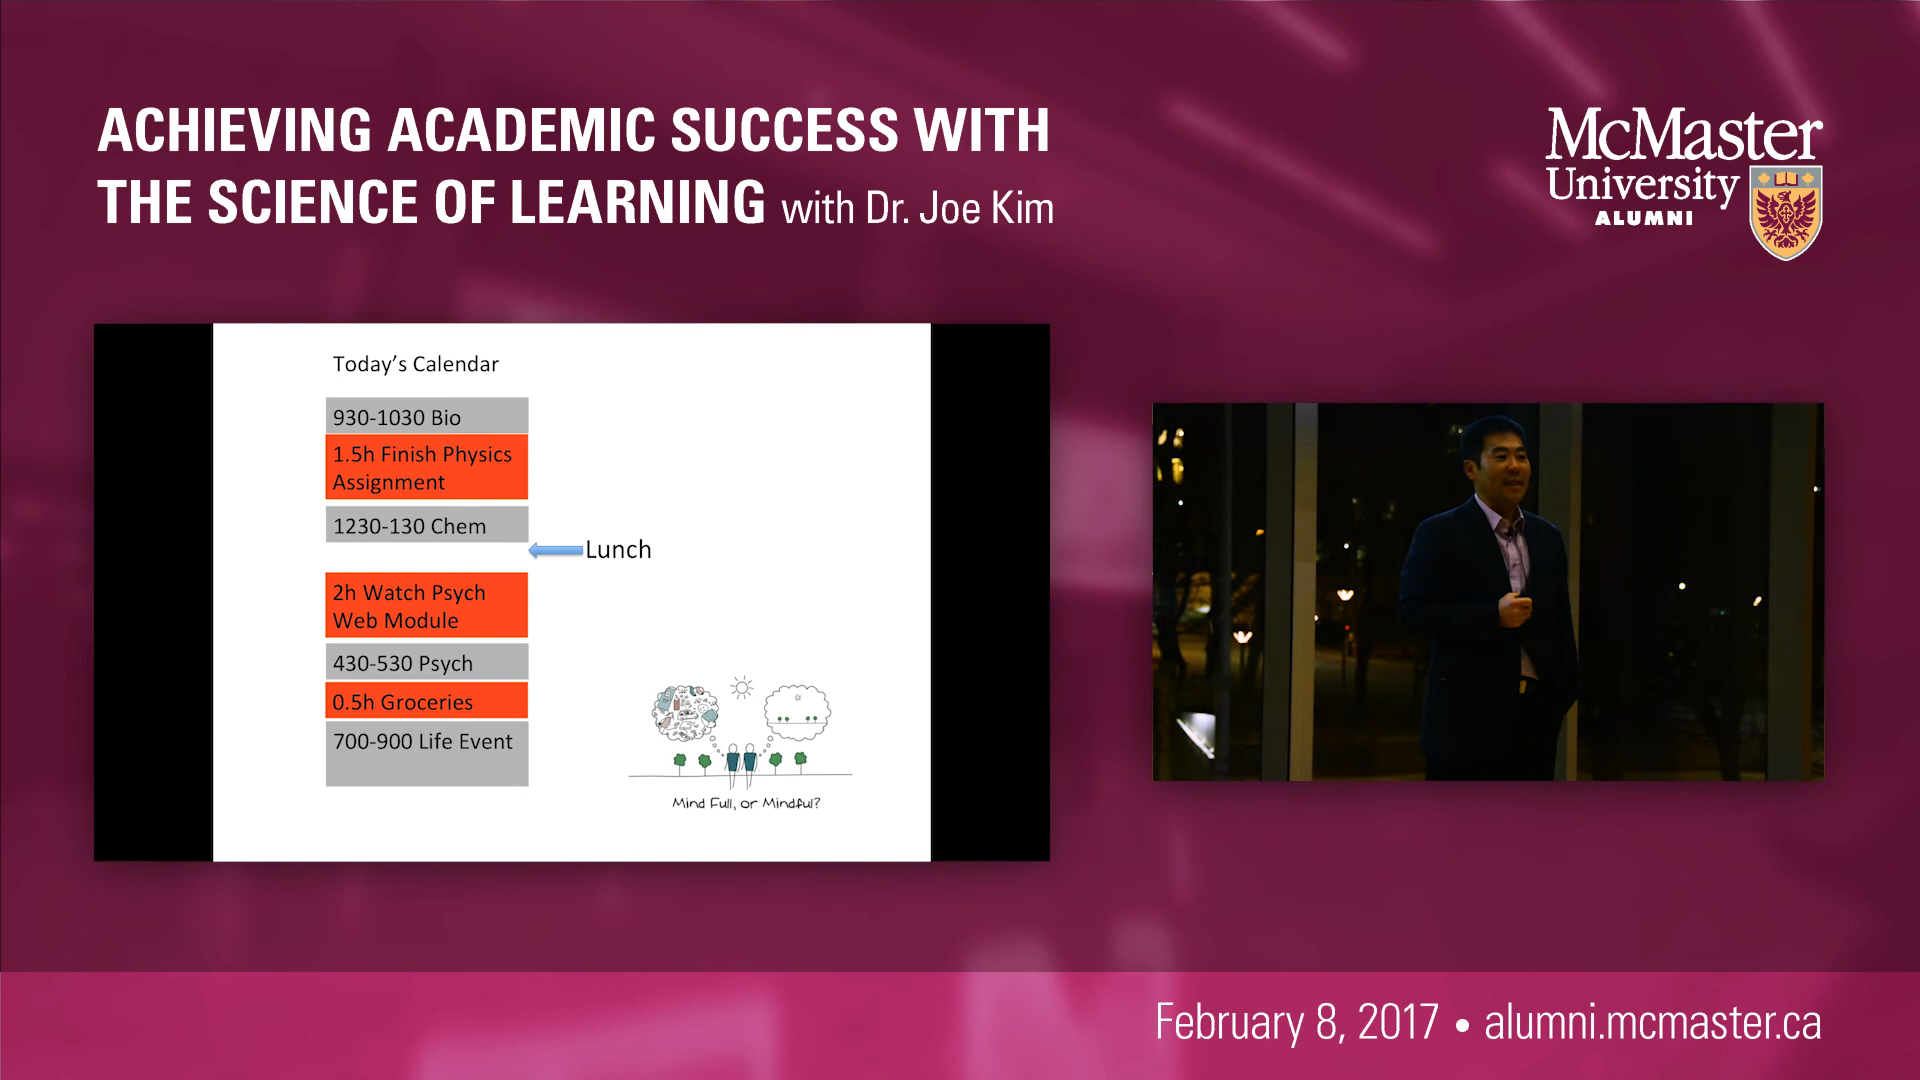 ACHIEVING ACADEMIC SUCCESS WITH
THE SCIENCE OF LEARNING with Dr. Joe Kim
McMaster
University
ALUMNI
Today's Calendar
930-1030 Bio
1.5h Finish Physics
Assignment
1230-130 Chem
Lunch
2h Watch Psych
Web Module
430-530 Psych
0.5h Groceries
700-900 Life Event
Mind Full, or Mindful?
February 8, 2017 • alumni.mcmaster.ca